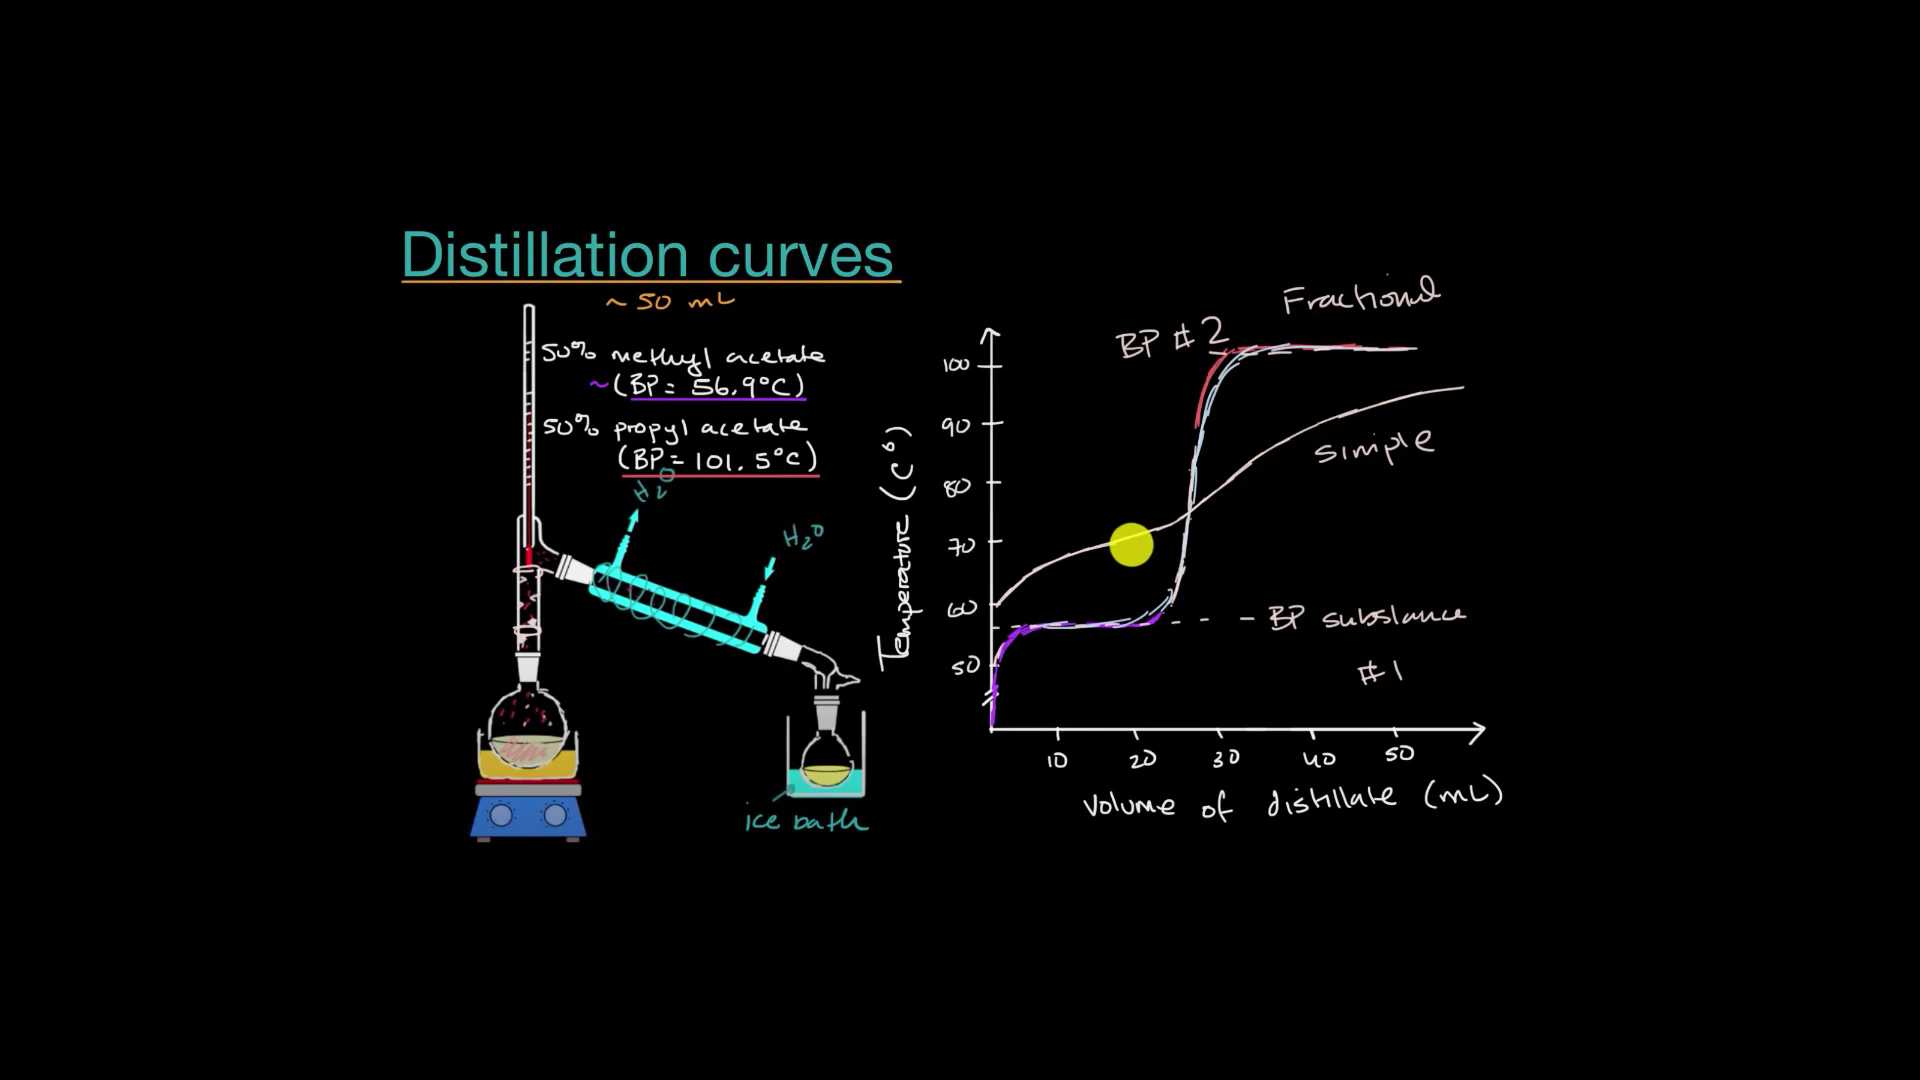 Distillation curves
~ 50 mL
50% methyl acetate
~(BP = 56.9°C)
50% propyl acetate
(BP = 101.5°C)
H₂O
H₂O
ice bath
Fractional
BP #2
Simple
- BP substance
#1
Temperature (C°)
100
90
80
70
60
50
10 20 30 40 50
Volume of distillate (mL)